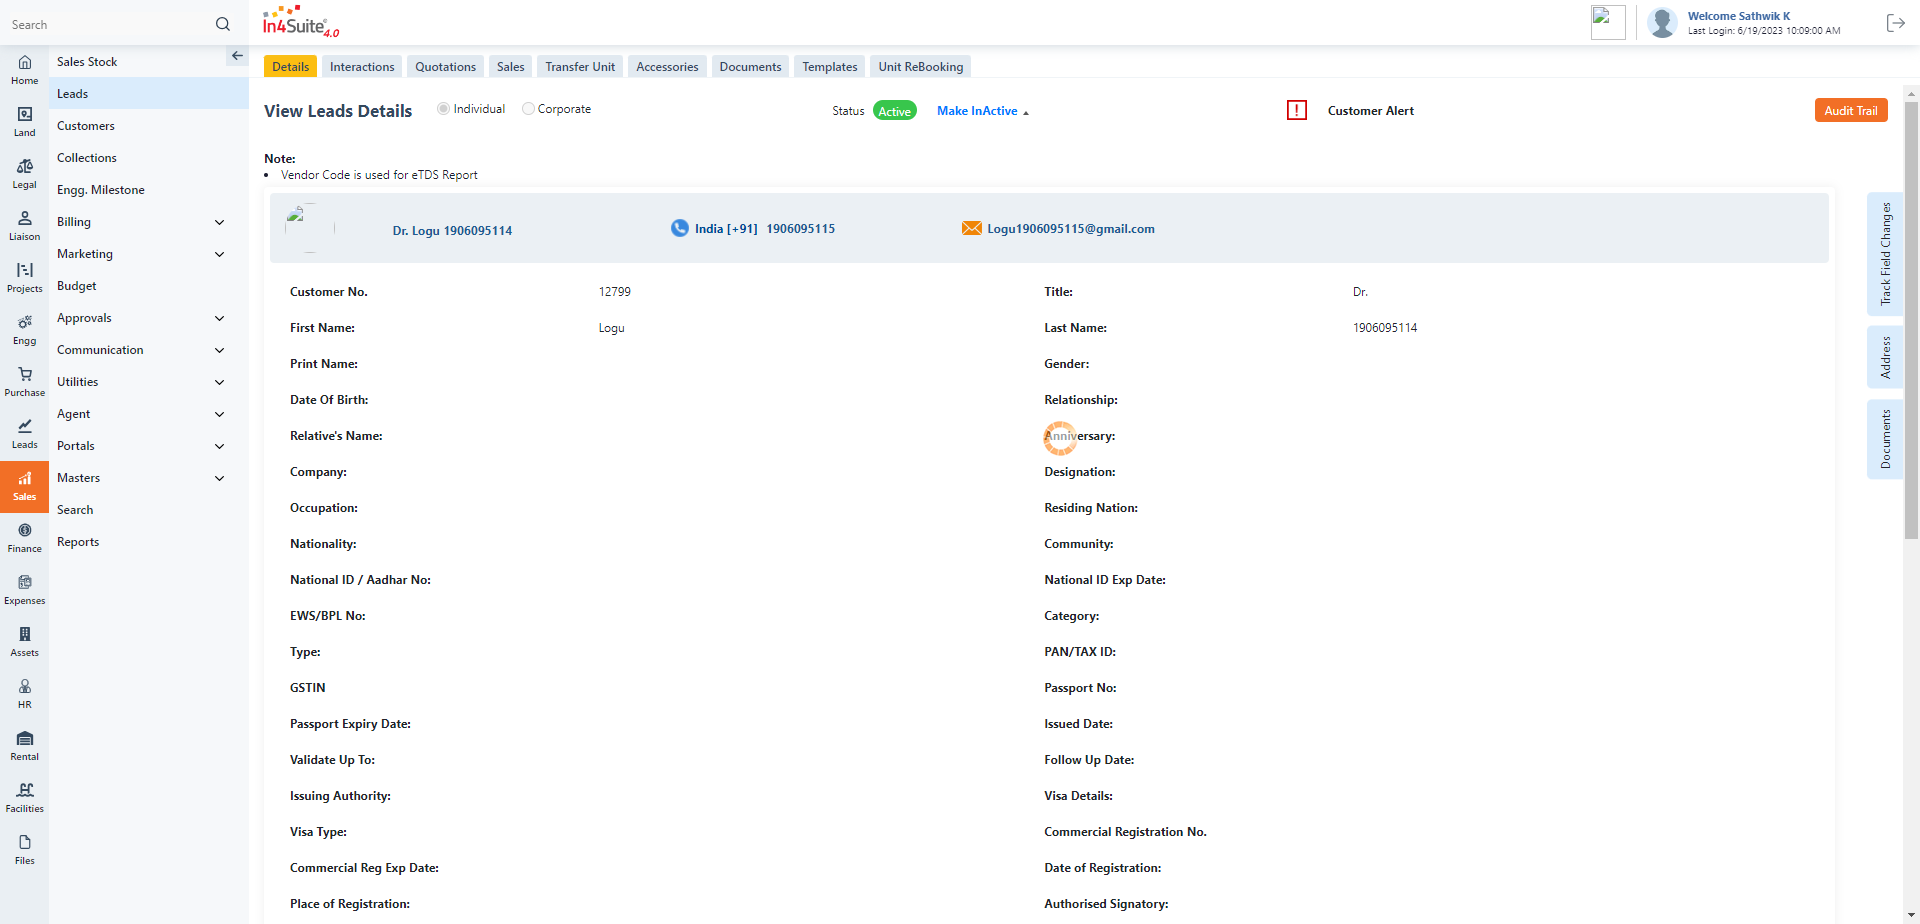 Search
In4Suite® 4.0
Welcome Sathwik K
Last Login: 6/19/2023 10:09:00 AM
Home
Land
Legal
Liaison
Projects
Engg
Purchase
Leads
Sales
Finance
Expenses
Assets
HR
Rental
Facilities
Files
Sales Stock
Leads
Customers
Collections
Engg. Milestone
Billing
Marketing
Budget
Approvals
Communication
Utilities
Agent
Portals
Masters
Search
Reports
Details Interactions Quotations Sales Transfer Unit Accessories Documents Templates Unit ReBooking
View Leads Details Individual Corporate Status Active Make InActive Customer Alert Audit Trail
Note:
• Vendor Code is used for eTDS Report
Dr. Logu 1906095114 India [+91] 1906095115 Logu1906095115@gmail.com
Customer No. 12799 Title: Dr.
First Name: Logu Last Name: 1906095114
Print Name: Gender:
Date Of Birth: Relationship:
Relative's Name: Anniversary:
Company: Designation:
Occupation: Residing Nation:
Nationality: Community:
National ID / Aadhar No: National ID Exp Date:
EWS/BPL No: Category:
Type: PAN/TAX ID:
GSTIN Passport No:
Passport Expiry Date: Issued Date:
Validate Up To: Follow Up Date:
Issuing Authority: Visa Details:
Visa Type: Commercial Registration No.
Commercial Reg Exp Date: Date of Registration:
Place of Registration: Authorised Signatory:
Track Field Changes
Address
Documents